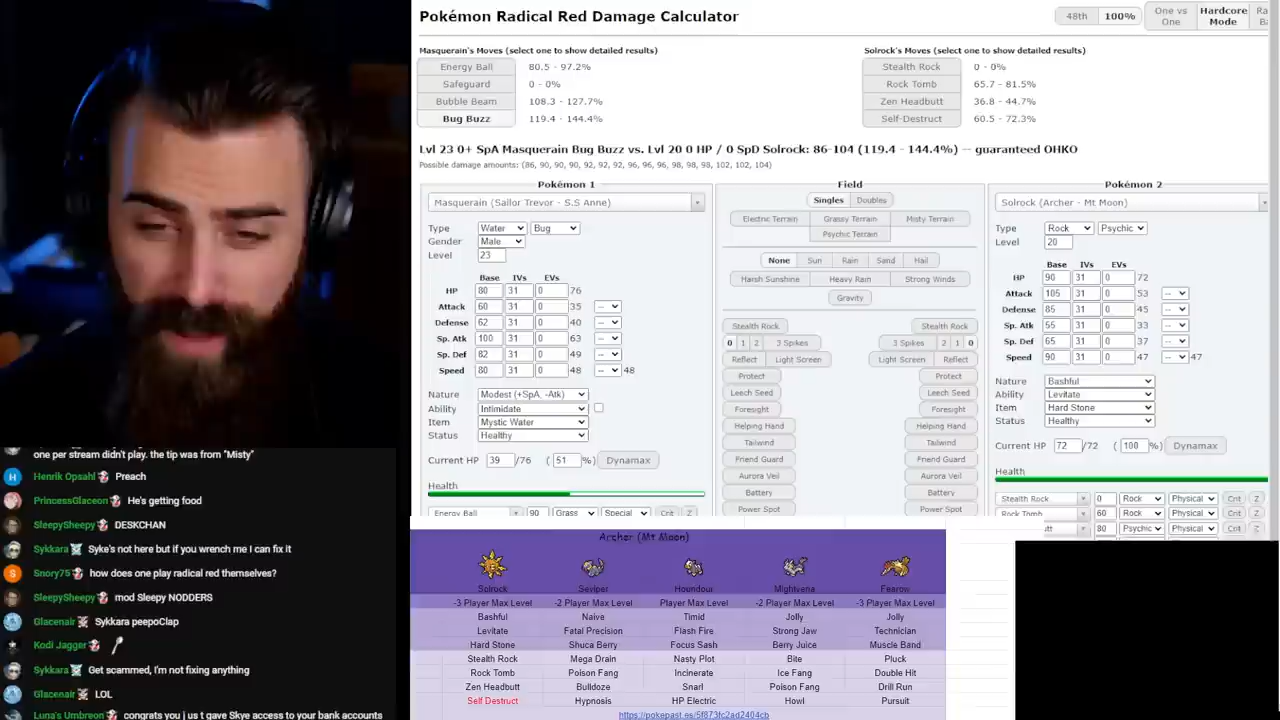 Pokémon Radical Red Damage Calculator
48th 100%
One vs One
Hardcore Mode
Masquerain's Moves (select one to show detailed results)
Energy Ball 80.5 - 97.2%
Safeguard 0 - 0%
Bubble Beam 108.3 - 127.7%
Bug Buzz 119.4 - 144.4%
Solrock's Moves (select one to show detailed results)
Stealth Rock 0 - 0%
Rock Tomb 65.7 - 81.5%
Zen Headbutt 36.8 - 44.7%
Self-Destruct 60.5 - 72.3%
Lvl 23 0+ SpA Masquerain Bug Buzz vs. Lvl 20 0 HP / 0 SpD Solrock: 86-104 (119.4 - 144.4%) -- guaranteed OHKO
Possible damage amounts: (86, 90, 90, 90, 92, 92, 92, 96, 96, 96, 98, 98, 98, 102, 102, 104)
Pokémon 1
Masquerain (Sailor Trevor - S.S Anne)
Type Water Bug
Gender Male
Level 23
Base IVs EVs
HP 80 31 0 76
Attack 60 31 0 35 --
Defense 62 31 0 40 --
Sp. Atk 100 31 0 63 --
Sp. Def 82 31 0 49 --
Speed 80 31 0 48 -- 48
Nature Modest (+SpA, -Atk)
Ability Intimidate
Item Mystic Water
Status Healthy
Current HP 39 /76 ( 51 %) Dynamax
Health
Energy Ball 90 Grass Special Crit Z
Field
Singles Doubles
Electric Terrain Grassy Terrain Misty Terrain
Psychic Terrain
None Sun Rain Sand Hail
Harsh Sunshine Heavy Rain Strong Winds
Gravity
Stealth Rock Stealth Rock
0 1 2 3 Spikes 3 Spikes 2 1 0
Reflect Light Screen Light Screen Reflect
Protect Protect
Leech Seed Leech Seed
Foresight Foresight
Helping Hand Helping Hand
Tailwind Tailwind
Friend Guard Friend Guard
Aurora Veil Aurora Veil
Battery Battery
Power Spot Power Spot
Pokémon 2
Solrock (Archer - Mt Moon)
Type Rock Psychic
Level 20
Base IVs EVs
HP 90 31 0 72
Attack 105 31 0 53 --
Defense 85 31 0 45 --
Sp. Atk 55 31 0 33 --
Sp. Def 65 31 0 37 --
Speed 90 31 0 47 -- 47
Nature Bashful
Ability Levitate
Item Hard Stone
Status Healthy
Current HP 72 /72 ( 100 %) Dynamax
Health
Stealth Rock 0 Rock Physical Crit Z
Rock Tomb 60 Rock Physical Crit Z
80 Psychic Physical Crit Z
one per stream didn't play. the tip was from "Misty"
Henrik Opsahl Preach
PrincessGlaceon He's getting food
SleepySheepy DESKCHAN
Sykkara Syke's not here but if you wrench me I can fix it
Snory75 how does one play radical red themselves?
SleepySheepy mod Sleepy NODDERS
Glacenair Sykkara peepoClap
Kodi Jagger
Sykkara Get scammed, I'm not fixing anything
Glacenair LOL
Luna's Umbreon congrats you j us t gave Skye access to your bank accounts
Archer (Mt Moon)
Solrock Seviper Houndour Mightyena Fearow
-3 Player Max Level -2 Player Max Level Player Max Level -2 Player Max Level -3 Player Max Level
Bashful Naive Timid Jolly Jolly
Levitate Fatal Precision Flash Fire Strong Jaw Technician
Hard Stone Shuca Berry Focus Sash Berry Juice Muscle Band
Stealth Rock Mega Drain Nasty Plot Bite Pluck
Rock Tomb Poison Fang Incinerate Ice Fang Double Hit
Zen Headbutt Bulldoze Snarl Poison Fang Drill Run
Self Destruct Hypnosis HP Electric Howl Pursuit
https://pokepast.es/5f873fc2ad2404cb